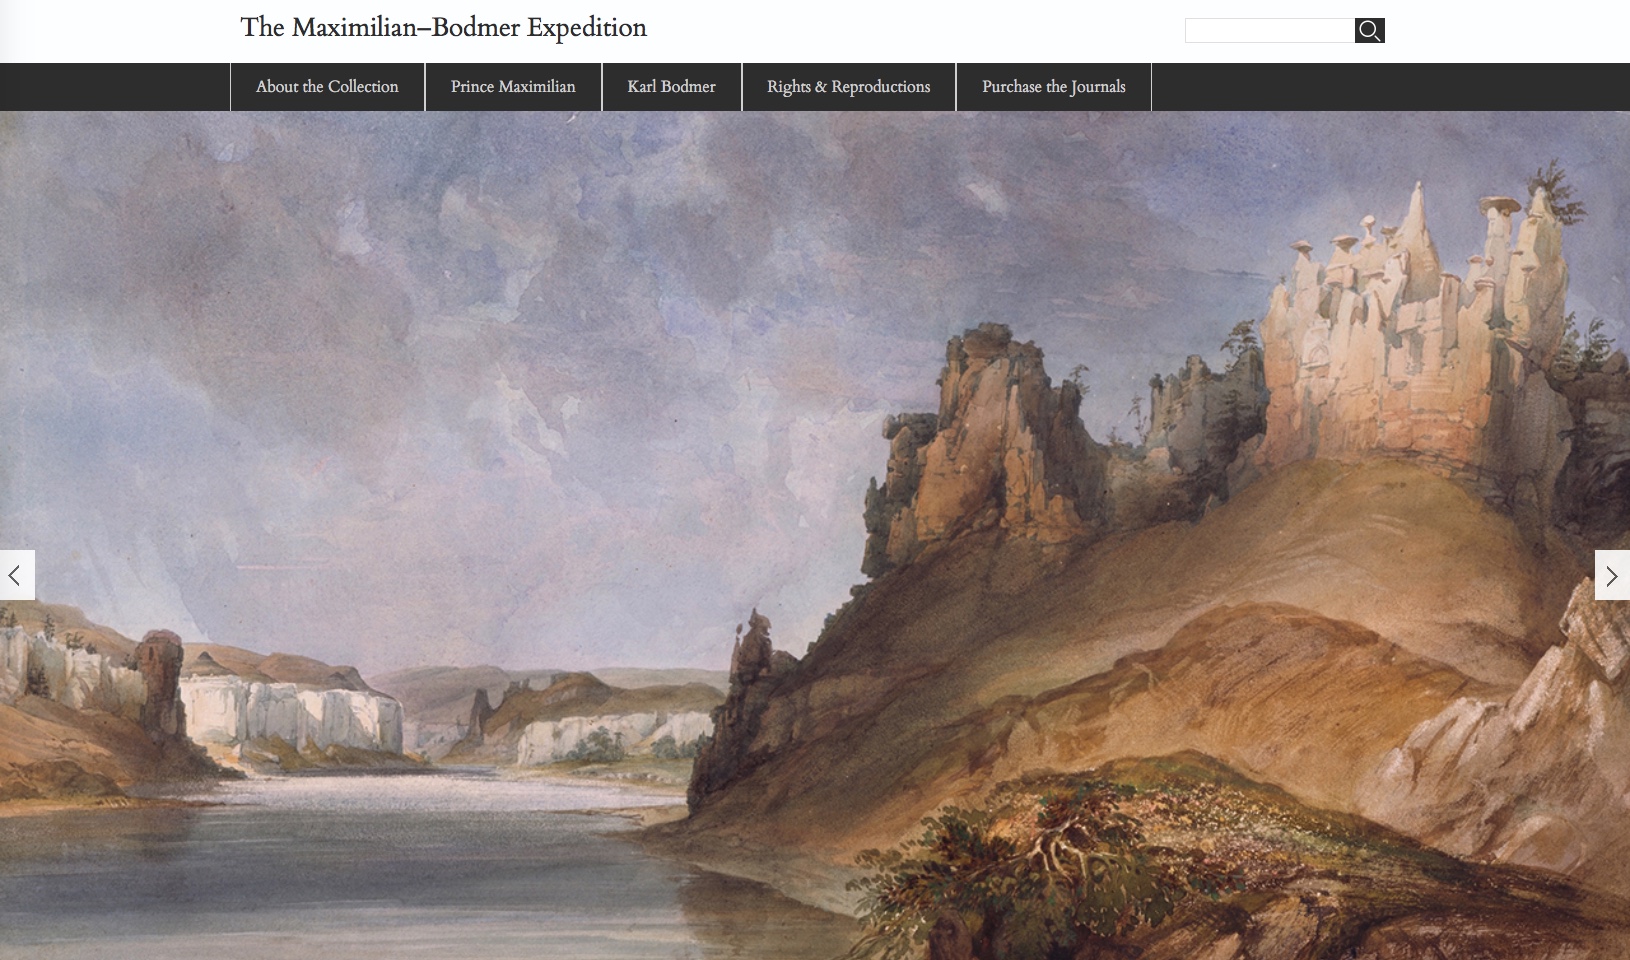 The Maximilian–Bodmer Expedition
About the Collection
Prince Maximilian
Karl Bodmer
Rights & Reproductions
Purchase the Journals